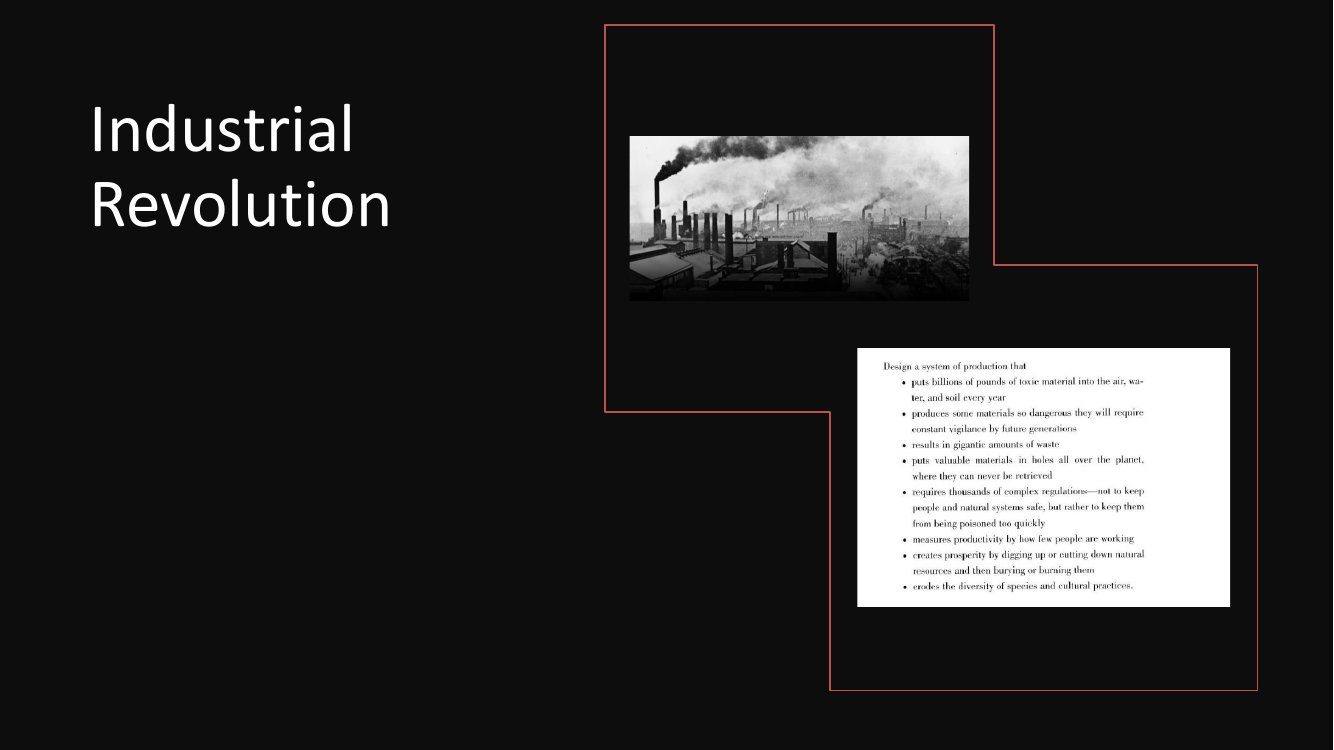 Industrial
Revolution
Design a system of production that
• puts billions of pounds of toxic material into the air, wa-
ter, and soil every year
• produces some materials so dangerous they will require
constant vigilance by future generations
• results in gigantic amounts of waste
• puts valuable materials in holes all over the planet,
where they can never be retrieved
• requires thousands of complex regulations—not to keep
people and natural systems safe, but rather to keep them
from being poisoned too quickly
• measures productivity by how few people are working
• creates prosperity by digging up or cutting down natural
resources and then burying or burning them
• erodes the diversity of species and cultural practices.